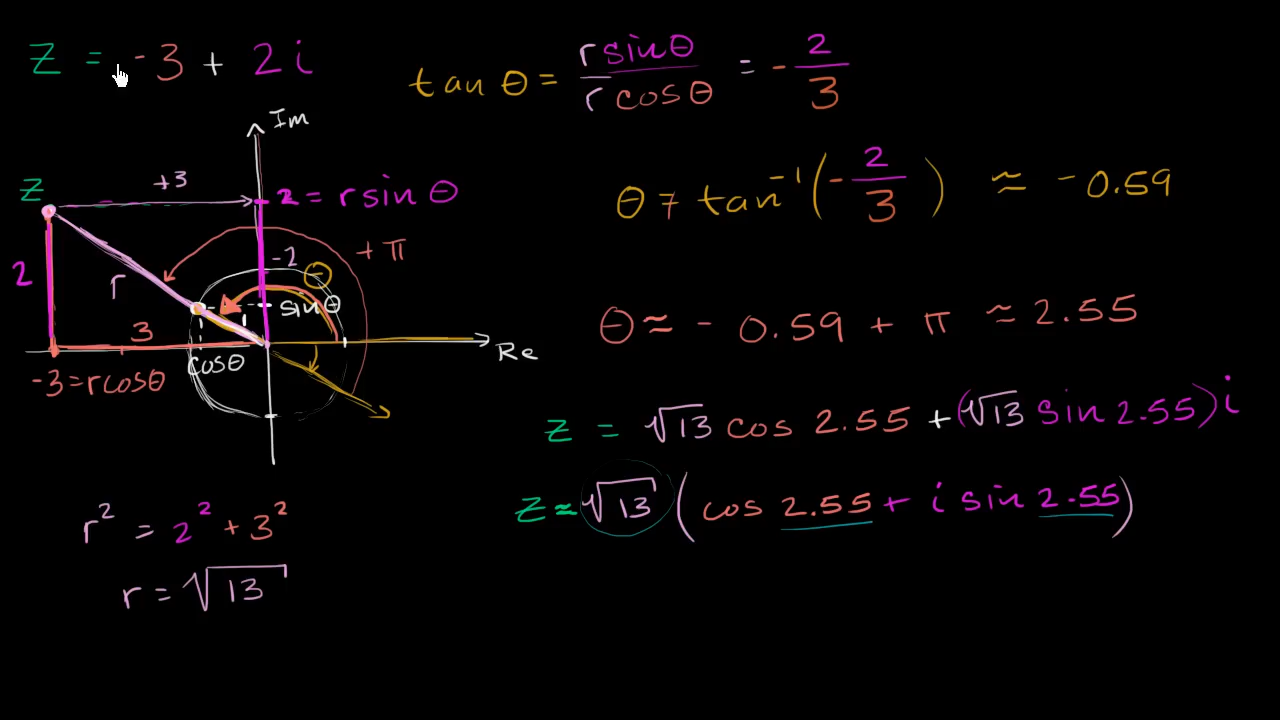 z = -3 + 2i
tan θ = r sin θ / r cos θ = - 2/3
Im
z
+3
2 = r sin θ
θ ≠ tan⁻¹(- 2/3) ≈ -0.59
+ π
-2
θ
2
r
sin θ
3
cos θ
Re
-3 = r cos θ
θ ≈ - 0.59 + π ≈ 2.55
z = √13 cos 2.55 + (√13 sin 2.55) i
z ≈ √13 (cos 2.55 + i sin 2.55)
r² = 2² + 3²
r = √13